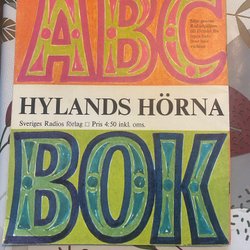 ABC
HYLANDS HÖRNA
Sveriges Radios förlag □ Pris 4:50 inkl. oms.
BOK